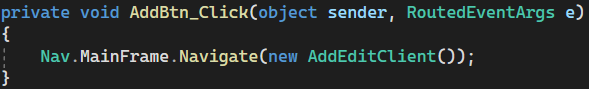 private void AddBtn_Click(object sender, RoutedEventArgs e)
{
    Nav.MainFrame.Navigate(new AddEditClient());
}